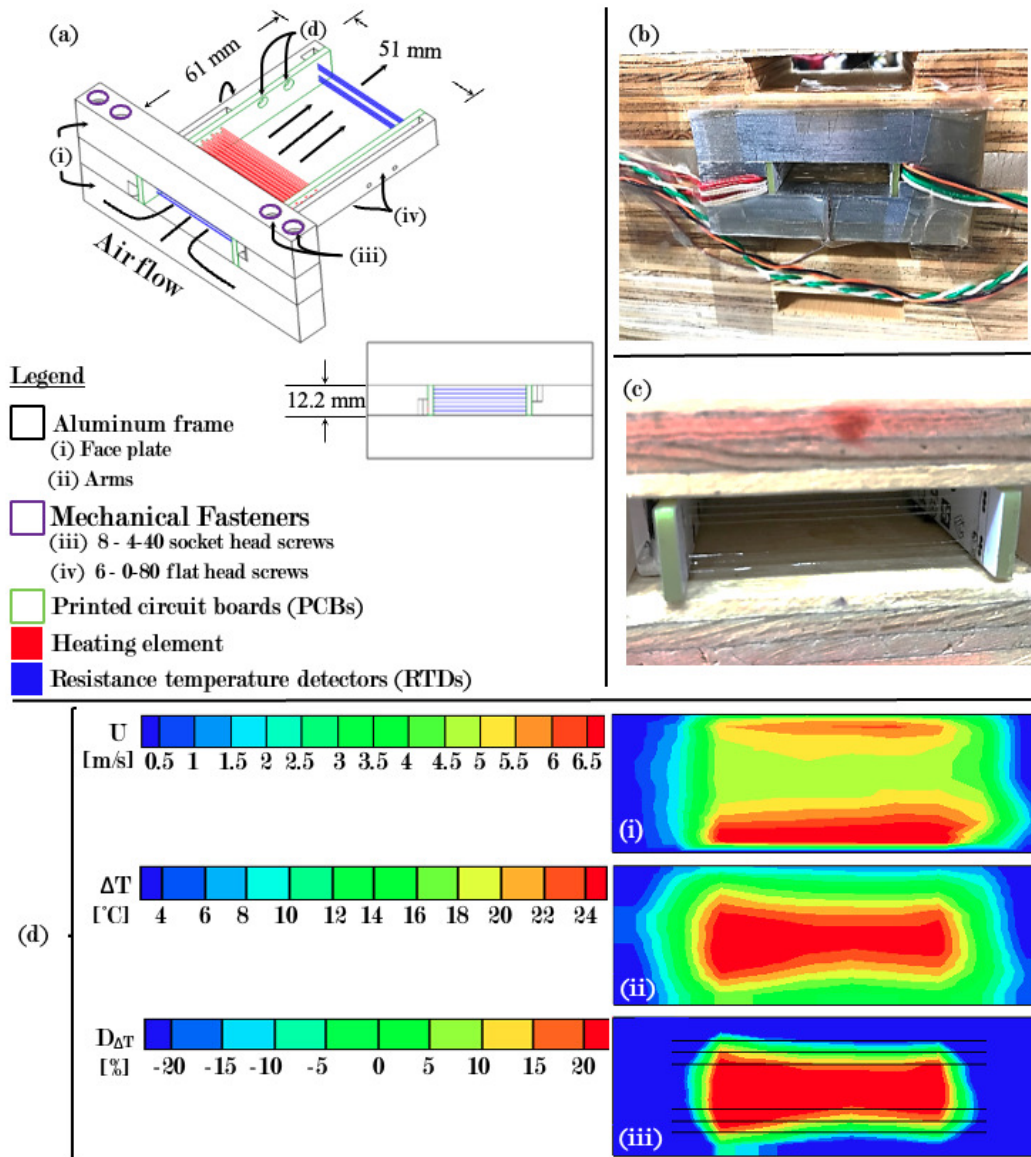 (a)
61 mm
(d)
51 mm
(i)
(iv)
(iii)
Air flow
12.2 mm
Legend
Aluminum frame
(i) Face plate
(ii) Arms
Mechanical Fasteners
(iii) 8 - 4-40 socket head screws
(iv) 6 - 0-80 flat head screws
Printed circuit boards (PCBs)
Heating element
Resistance temperature detectors (RTDs)
(b)
(c)
(d)
U
[m/s]
0.5 1 1.5 2 2.5 3 3.5 4 4.5 5 5.5 6 6.5
(i)
ΔT
[°C]
4 6 8 10 12 14 16 18 20 22 24
(ii)
DΔT
[%]
-20 -15 -10 -5 0 5 10 15 20
(iii)